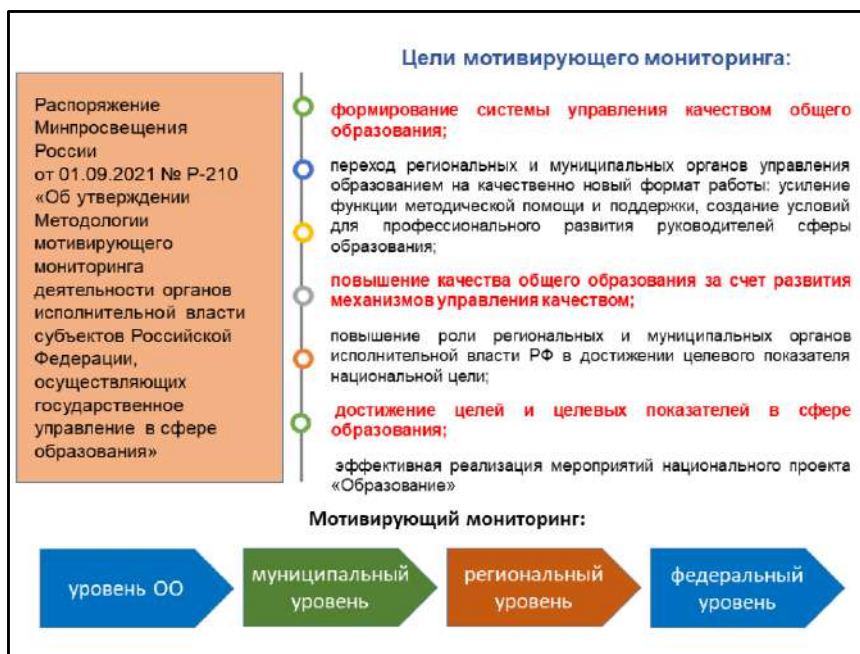 Цели мотивирующего мониторинга:
Распоряжение
Минпросвещения
России
от 01.09.2021 № Р-210
«Об утверждении
Методологии
мотивирующего
мониторинга
деятельности органов
исполнительной власти
субъектов Российской
Федерации,
осуществляющих
государственное
управление в сфере
образования»
формирование системы управления качеством общего
образования;
переход региональных и муниципальных органов управления
образованием на качественно новый формат работы: усиление
функции методической помощи и поддержки, создание условий
для профессионального развития руководителей сферы
образования;
повышение качества общего образования за счет развития
механизмов управления качеством;
повышение роли региональных и муниципальных органов
исполнительной власти РФ в достижении целевого показателя
национальной цели;
достижение целей и целевых показателей в сфере
образования;
эффективная реализация мероприятий национального проекта
«Образование»
Мотивирующий мониторинг:
уровень ОО
муниципальный
уровень
региональный
уровень
федеральный
уровень